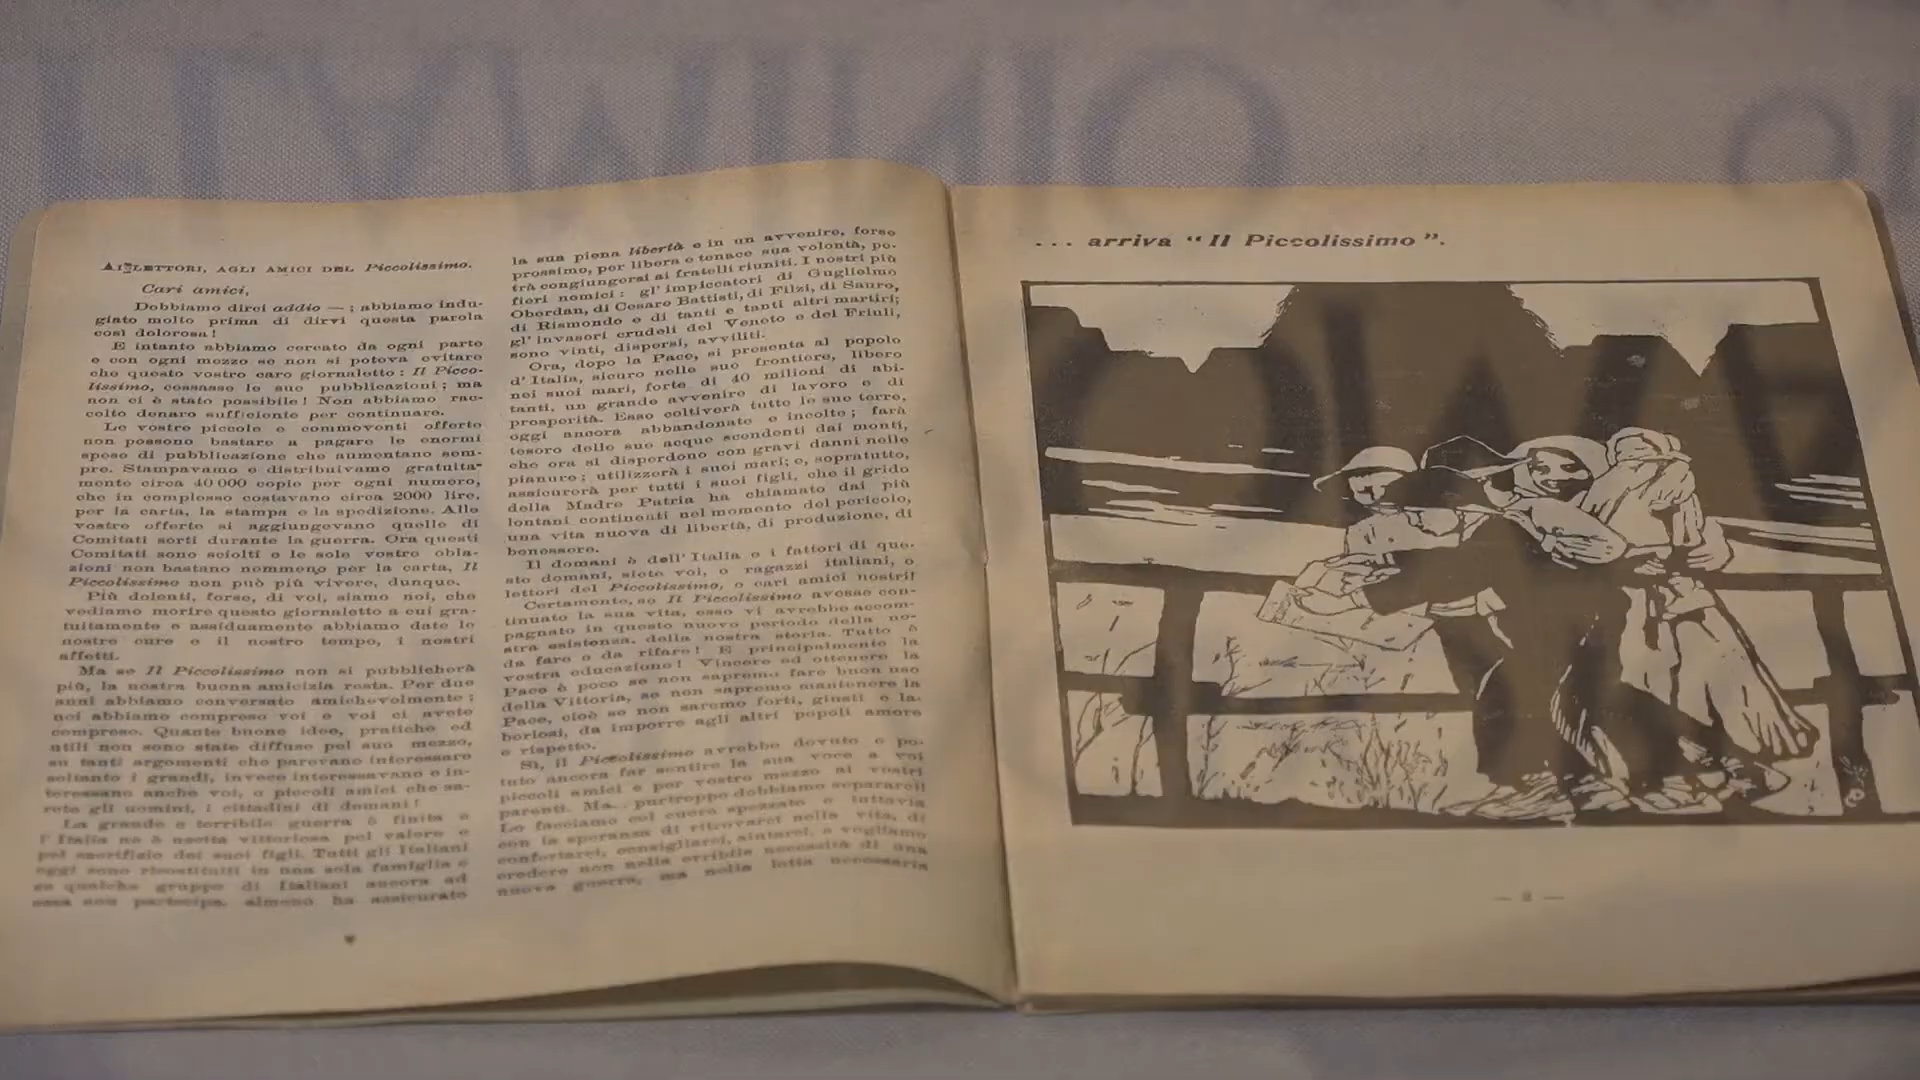 AI LETTORI, AGLI AMICI DEL Piccolissimo.
Cari amici,
Dobbiamo dirci addio — ; abbiamo indu-
giato molto prima di dirvi questa parola
così dolorosa !
E intanto abbiamo cercato da ogni parto
e con ogni mezzo se non si potova evitare
che questo vostro caro giornaletto : Il Picco-
lissimo, cessasse le sue pubblicazioni ; ma
non ci è stato possibile ! Non abbiamo rac-
colto denaro sufficiente per continuare.
Le vostre piccole e commoventi offerte
non possono bastare a pagare le enormi
spese di pubblicazione che aumentano sem-
pre. Stampavamo e distribuivamo gratuita-
mente circa 40 000 copie per ogni numero,
che in complesso costavano circa 2000 lire,
per la carta, la stampa e la spedizione. Alle
vostre offerte si aggiungevano quelle di
Comitati sorti durante la guerra. Ora questi
Comitati sono sciolti e le sole vostre obla-
zioni non bastano nemmeno per la carta, Il
Piccolissimo non può più vivere, dunque.
Più dolenti, forse, di voi, siamo noi, che
vediamo morire questo giornaletto a cui gra-
tuitamente e assiduamente abbiamo dato le
nostre cure e il nostro tempo, i nostri
affetti.
Ma se Il Piccolissimo non si pubblicherà
più, la nostra buona amicizia resta. Per due
anni abbiamo conversato amichevolmente ;
noi abbiamo compreso voi e voi ci avete
compreso. Quante buone idee, pratiche ed
utili non sono state diffuse pel suo mezzo,
su tanti argomenti che parevano interessare
soltanto i grandi, invece interessavano e in-
teressano anche voi, o piccoli amici che sa-
rete gli uomini, i cittadini di domani !
La grande e terribile guerra è finita e
l'Italia ne è uscita vittoriosa pel valore e
pel sacrificio dei suoi figli. Tutti gli Italiani
oggi sono ricostituiti in una sola famiglia e
se qualche gruppo di Italiani ancora ad
essa non partecipa, almeno ha assicurato
la sua piena libertà e in un avvenire, forse
prossimo, per libera e tenace sua volontà, po-
trà congiungersi ai fratelli riuniti. I nostri più
fieri nemici : gl' impiccatori di Guglielmo
Oberdan, di Cesare Battisti, di Filzi, di Sauro,
di Rismondo e di tanti e tanti altri martiri;
gl' invasori crudeli del Veneto e del Friuli,
sono vinti, dispersi, avviliti.
Ora, dopo la Pace, si presenta al popolo
d'Italia, sicuro nelle sue frontiere, libero
nei suoi mari, forte di 40 milioni di abi-
tanti, un grande avvenire di lavoro e di
prosperità. Esso coltiverà tutte le sue terre,
oggi ancora abbandonate e incolte ; farà
tesoro delle sue acque scendenti dai monti,
che ora si disperdono con gravi danni nelle
pianure ; utilizzerà i suoi mari; e, sopratutto,
assicurerà per tutti i suoi figli, che il grido
della Madre Patria ha chiamato dai più
lontani continenti nel momento del pericolo,
una vita nuova di libertà, di produzione, di
benessere.
Il domani è dell'Italia e i fattori di que-
sto domani, siete voi, o ragazzi italiani, o
lettori del Piccolissimo, o cari amici nostri!
Certamente, se Il Piccolissimo avesse con-
tinuato la sua vita, esso vi avrebbe accom-
pagnato in questo nuovo periodo della no-
stra esistenza, della nostra storia. Tutto è
da fare o da rifare ! E principalmente la
vostra educazione ! Vincere ed ottenere la
Pace è poco se non sapremo fare buon uso
della Vittoria, se non sapremo mantenere la
Pace, cioè se non saremo forti, giusti e la-
boriosi, da imporre agli altri popoli amore
e rispetto.
Sì, il Piccolissimo avrebbe dovuto e po-
tuto ancora far sentire la sua voce a voi
piccoli amici e per vostro mezzo ai vostri
parenti. Ma.. purtroppo dobbiamo separarci!
Lo facciamo col cuore spezzato e tuttavia
con la speranza di ritrovarci nella vita, di
confortarci, consigliarci, aiutarci, e vogliamo
credere non nella orribile necessità di una
nuova guerra, ma nella lotta necessaria
... arriva “Il Piccolissimo”.